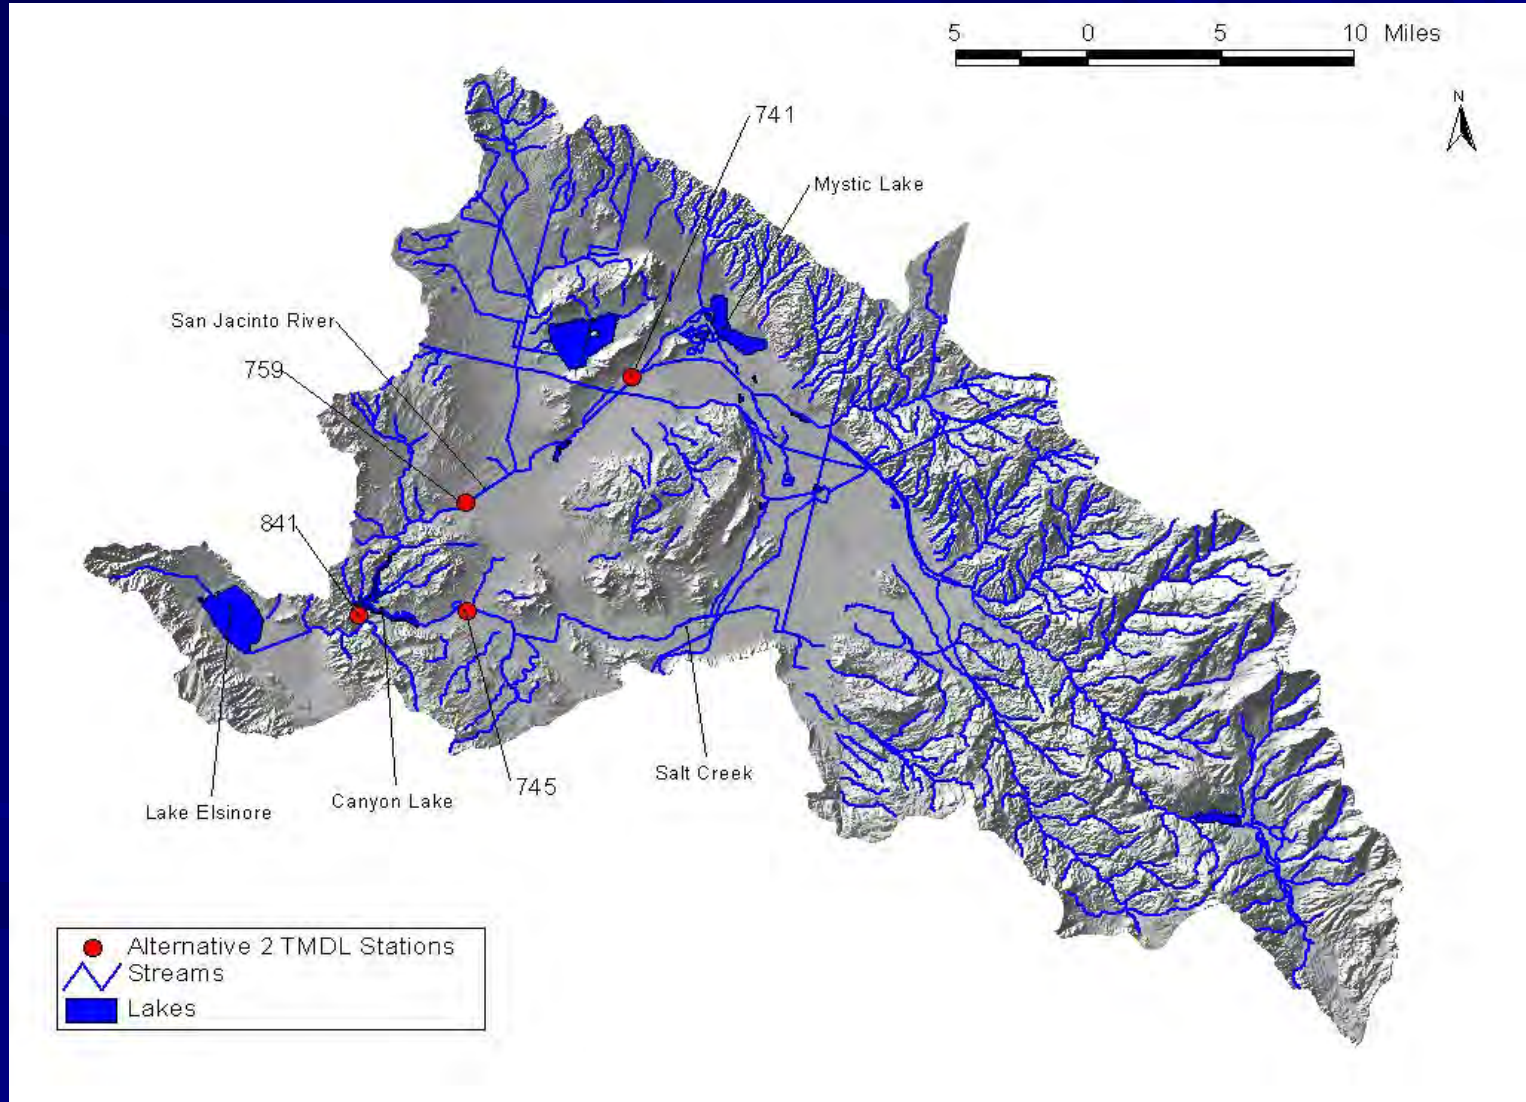 5 0 5 10 Miles
N
741
Mystic Lake
San Jacinto River
759
841
Salt Creek
745
Canyon Lake
Lake Elsinore
Alternative 2 TMDL Stations
Streams
Lakes